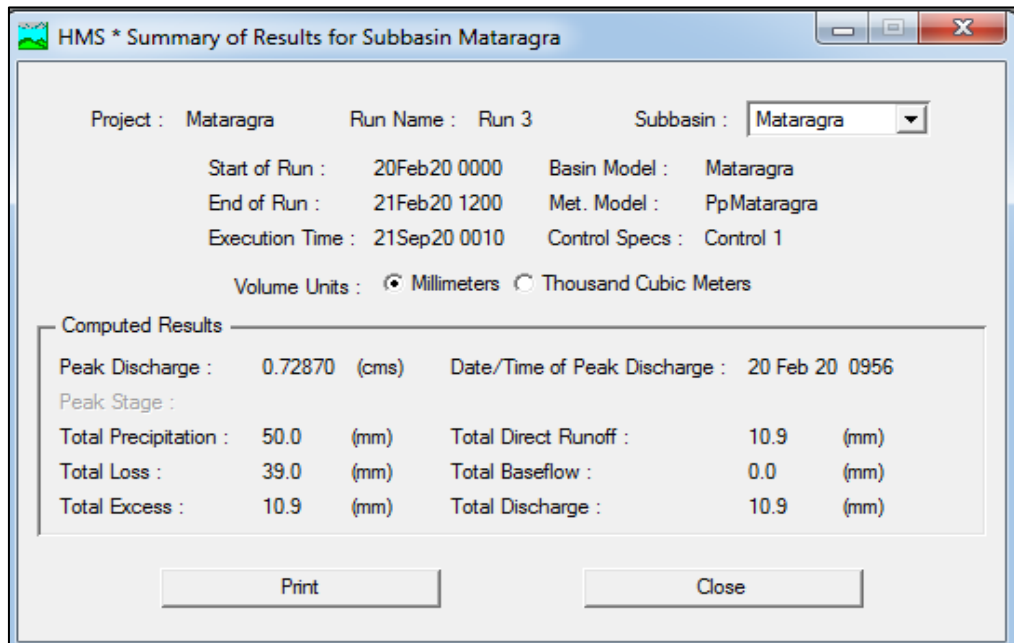 HMS * Summary of Results for Subbasin Mataragra
Project : Mataragra Run Name : Run 3 Subbasin : Mataragra
Start of Run : 20Feb20 0000 Basin Model : Mataragra
End of Run : 21Feb20 1200 Met. Model : PpMataragra
Execution Time : 21Sep20 0010 Control Specs : Control 1
Volume Units : Millimeters Thousand Cubic Meters
Computed Results
Peak Discharge : 0.72870 (cms) Date/Time of Peak Discharge : 20 Feb 20 0956
Peak Stage :
Total Precipitation : 50.0 (mm) Total Direct Runoff : 10.9 (mm)
Total Loss : 39.0 (mm) Total Baseflow : 0.0 (mm)
Total Excess : 10.9 (mm) Total Discharge : 10.9 (mm)
Print Close